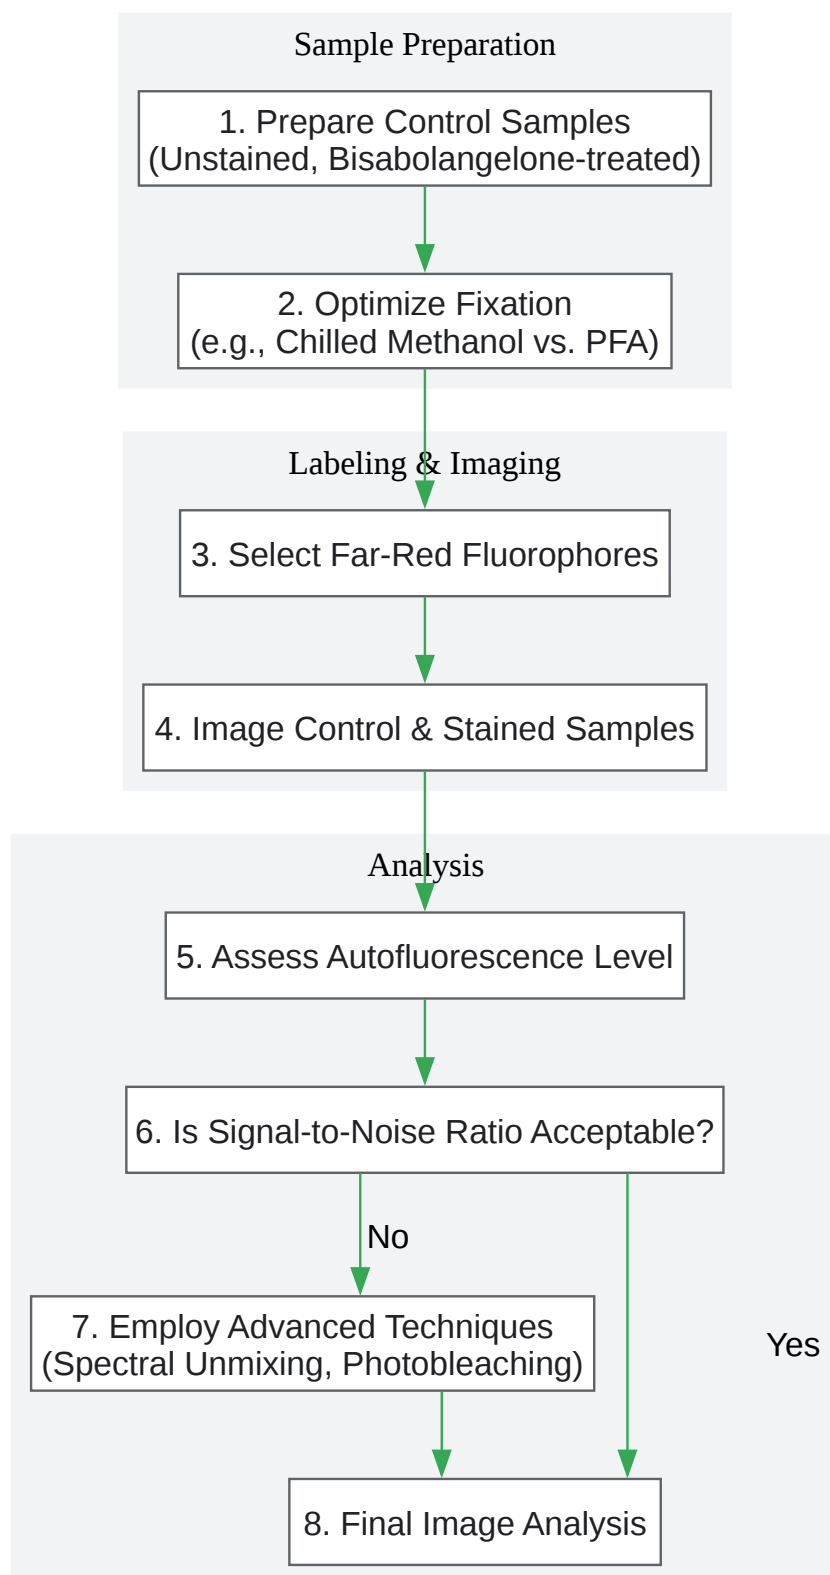 Sample Preparation
1. Prepare Control Samples
(Unstained, Bisabolangelone-treated)
2. Optimize Fixation
(e.g., Chilled Methanol vs. PFA)
Labeling & Imaging
3. Select Far-Red Fluorophores
4. Image Control & Stained Samples
Analysis
5. Assess Autofluorescence Level
6. Is Signal-to-Noise Ratio Acceptable?
No
7. Employ Advanced Techniques
(Spectral Unmixing, Photobleaching)
Yes
8. Final Image Analysis